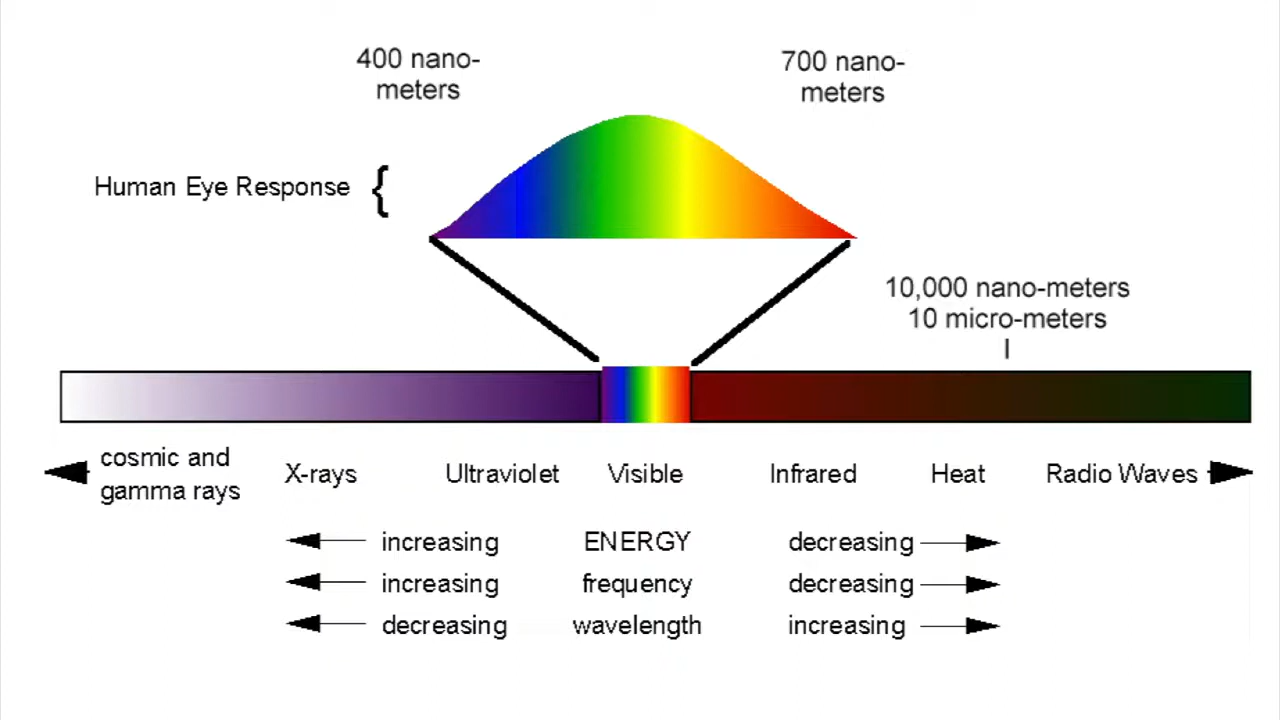 400 nano-
meters
700 nano-
meters
Human Eye Response {
10,000 nano-meters
10 micro-meters
cosmic and
gamma rays
X-rays
Ultraviolet
Visible
Infrared
Heat
Radio Waves
increasing ENERGY decreasing
increasing frequency decreasing
decreasing wavelength increasing